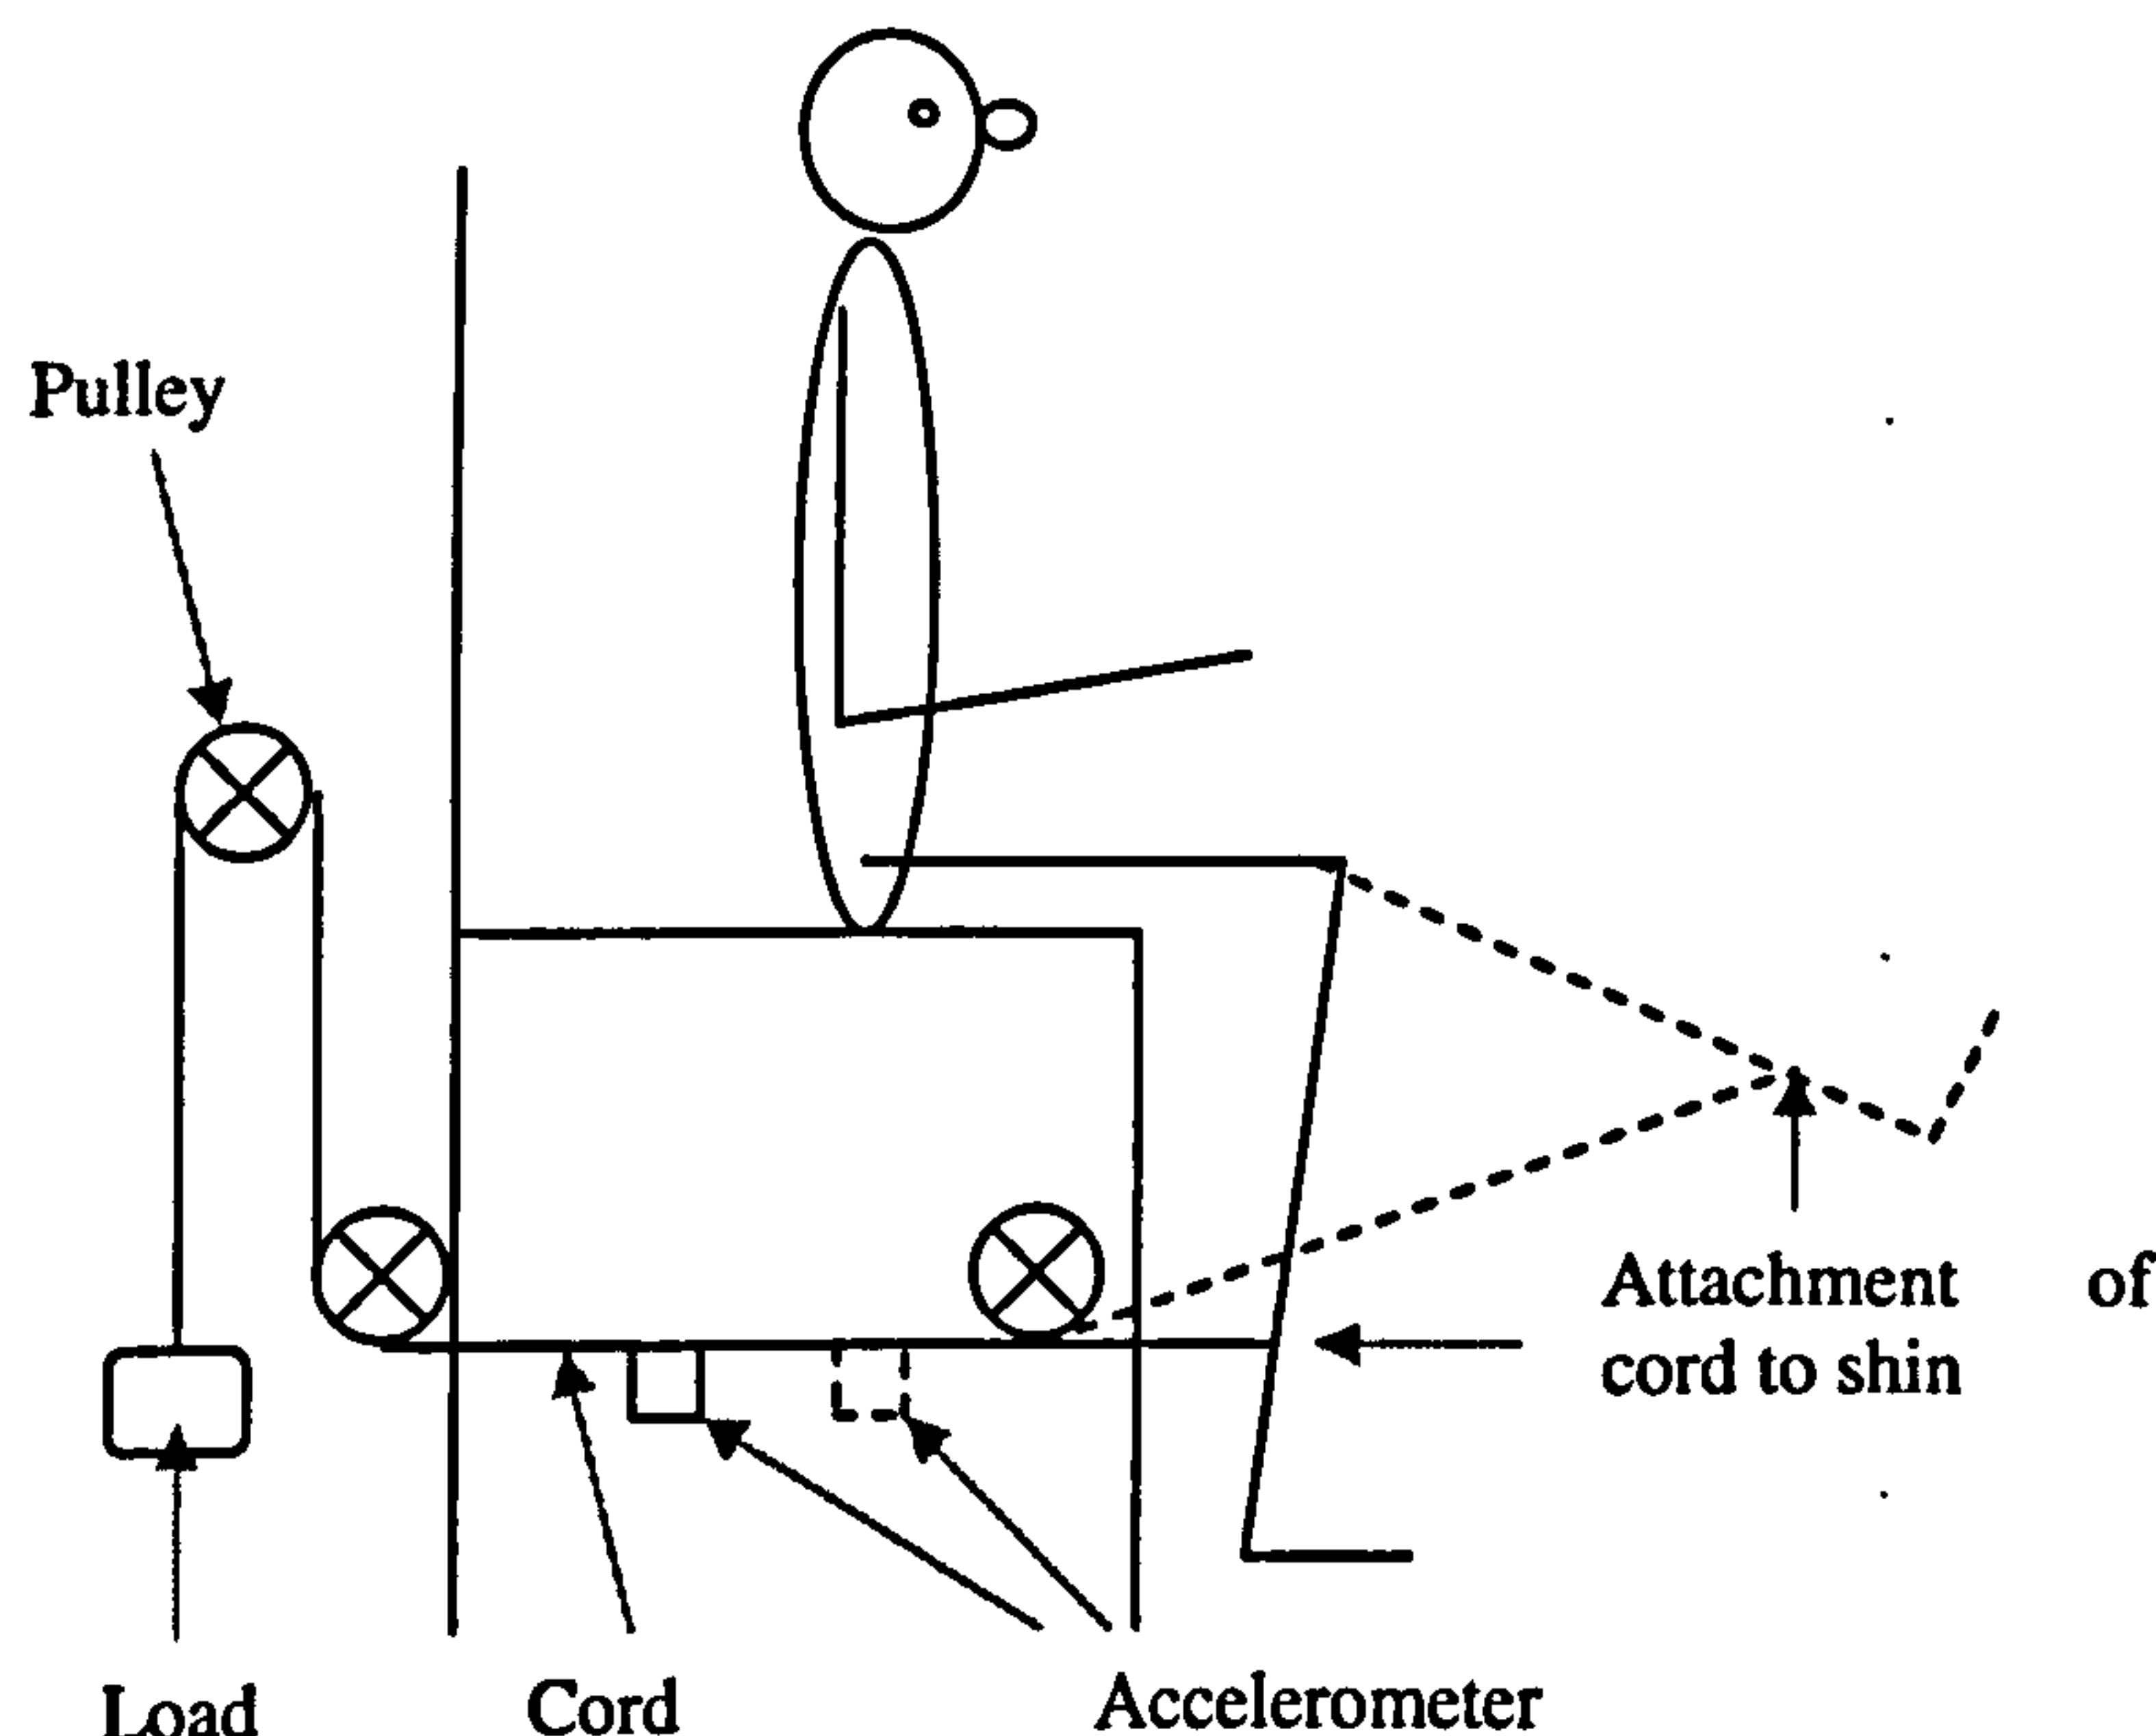 Pulley
Attachment of
cord to shin
Load
Cord
Accelerometer